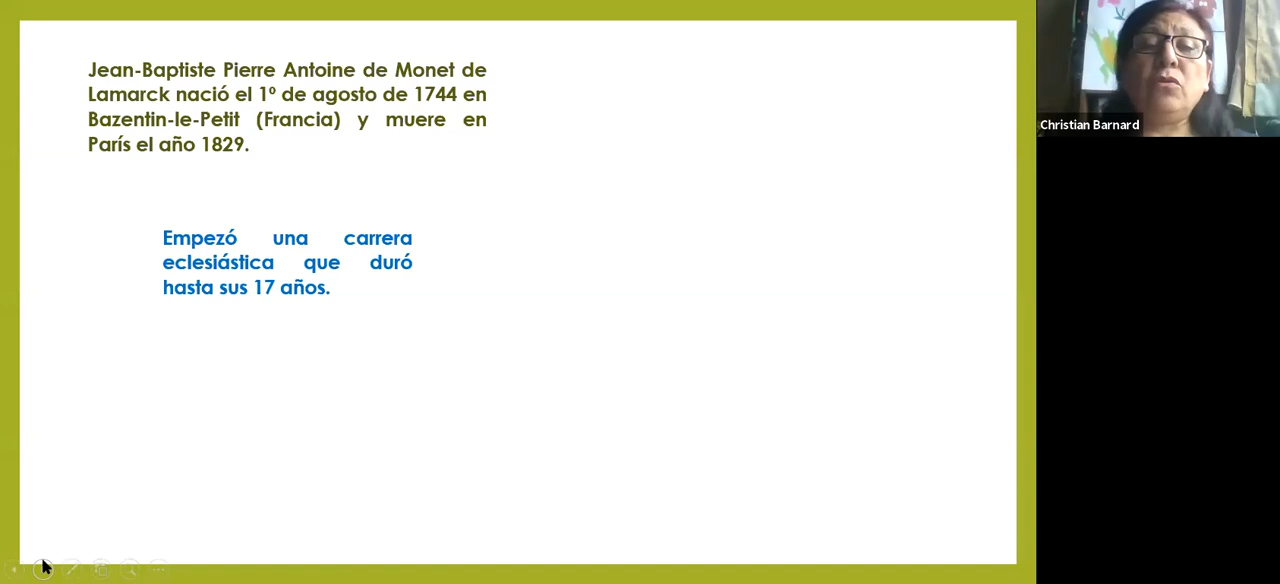 Jean-Baptiste Pierre Antoine de Monet de
Lamarck nació el 1º de agosto de 1744 en
Bazentin-le-Petit (Francia) y muere en
París el año 1829.
Empezó una carrera
eclesiástica que duró
hasta sus 17 años.
Christian Barnard